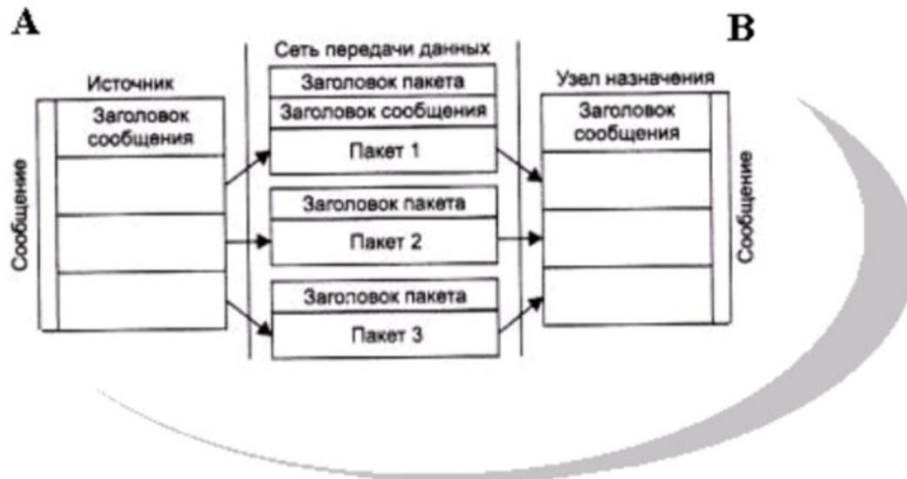 А
В
Сеть передачи данных
Источник
Заголовок
сообщения
Сообщение
Заголовок пакета
Заголовок сообщения
Пакет 1
Заголовок пакета
Пакет 2
Заголовок пакета
Пакет 3
Узел назначения
Заголовок
сообщения
Сообщение